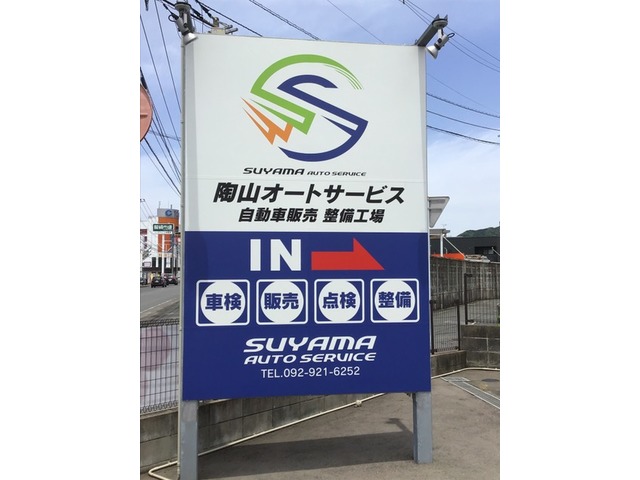 SUYAMA AUTO SERVICE
陶山オートサービス
自動車販売 整備工場
IN
車検 販売 点検 整備
SUYAMA
AUTO SERVICE
TEL.092-921-6252